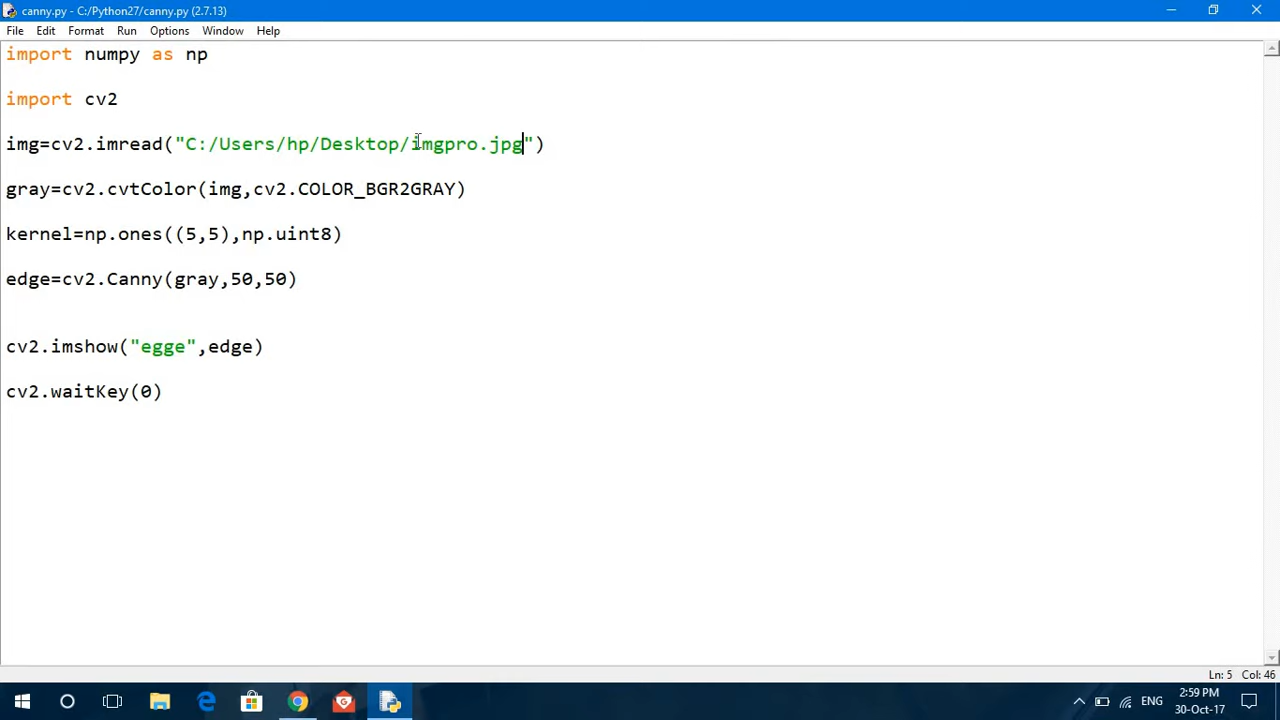 canny.py - C:/Python27/canny.py (2.7.13)
File Edit Format Run Options Window Help
import numpy as np
import cv2
img=cv2.imread("C:/Users/hp/Desktop/imgpro.jpg")
gray=cv2.cvtColor(img,cv2.COLOR_BGR2GRAY)
kernel=np.ones((5,5),np.uint8)
edge=cv2.Canny(gray,50,50)
cv2.imshow("egge",edge)
cv2.waitKey(0)
Ln: 5 Col: 46
ENG
2:59 PM
30-Oct-17